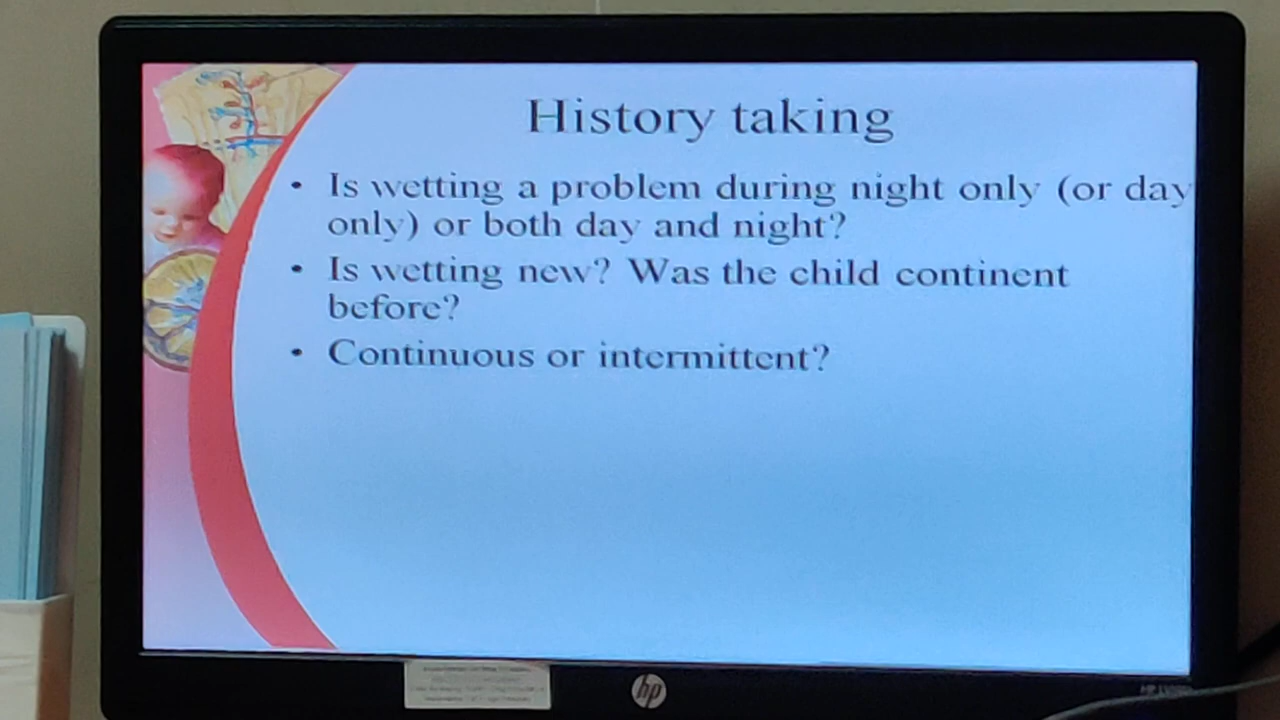 History taking
• Is wetting a problem during night only (or day
only) or both day and night?
• Is wetting new? Was the child continent
before?
• Continuous or intermittent?
hp